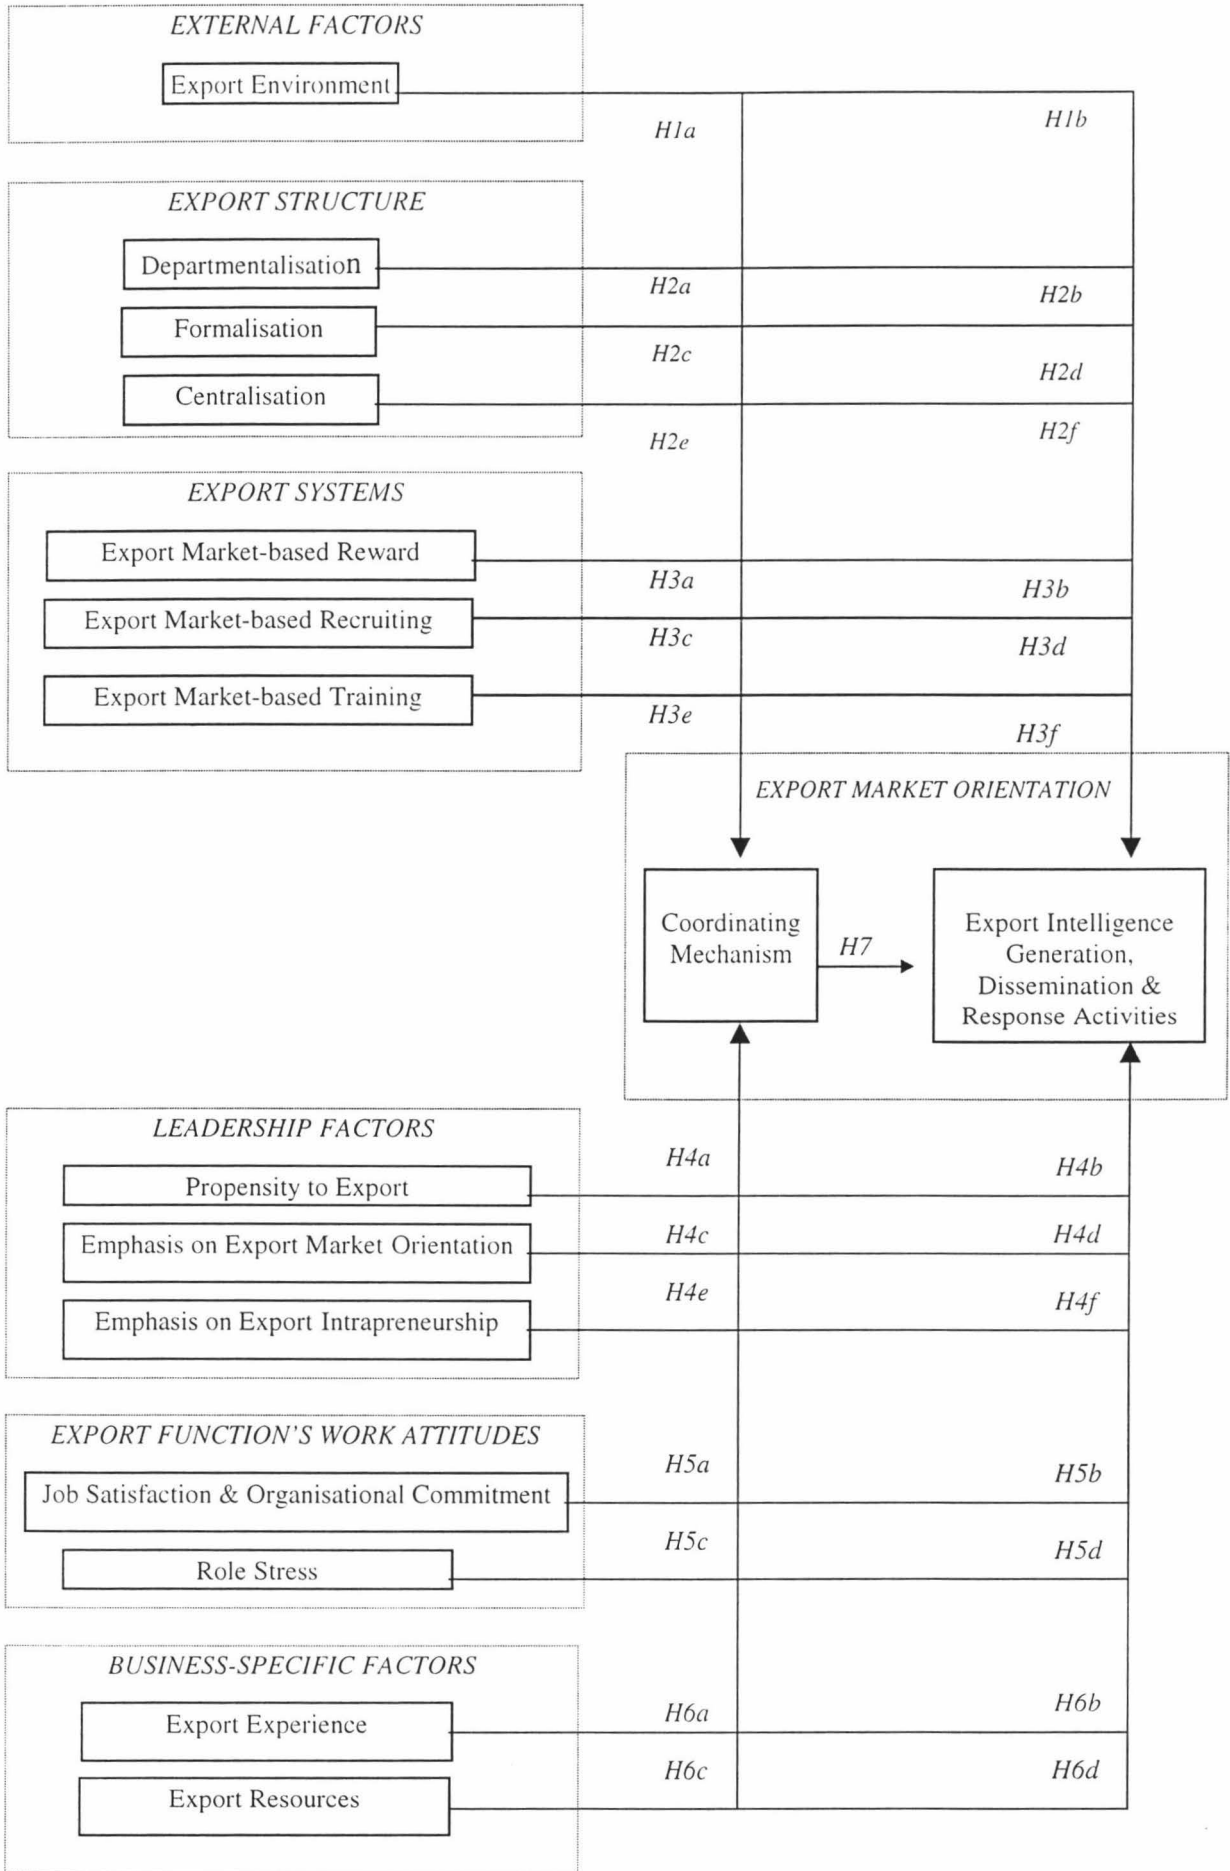 EXTERNAL FACTORS
Export Environment
H1a
H1b
EXPORT STRUCTURE
Departmentalisation
H2a
H2b
Formalisation
H2c
H2d
Centralisation
H2e
H2f
EXPORT SYSTEMS
Export Market-based Reward
H3a
H3b
Export Market-based Recruiting
H3c
H3d
Export Market-based Training
H3e
H3f
EXPORT MARKET ORIENTATION
Coordinating
Mechanism
H7
Export Intelligence
Generation,
Dissemination &
Response Activities
LEADERSHIP FACTORS
H4a
H4b
Propensity to Export
Emphasis on Export Market Orientation
H4c
H4d
Emphasis on Export Intrapreneurship
H4e
H4f
EXPORT FUNCTION'S WORK ATTITUDES
Job Satisfaction & Organisational Commitment
H5a
H5b
Role Stress
H5c
H5d
BUSINESS-SPECIFIC FACTORS
Export Experience
H6a
H6b
Export Resources
H6c
H6d